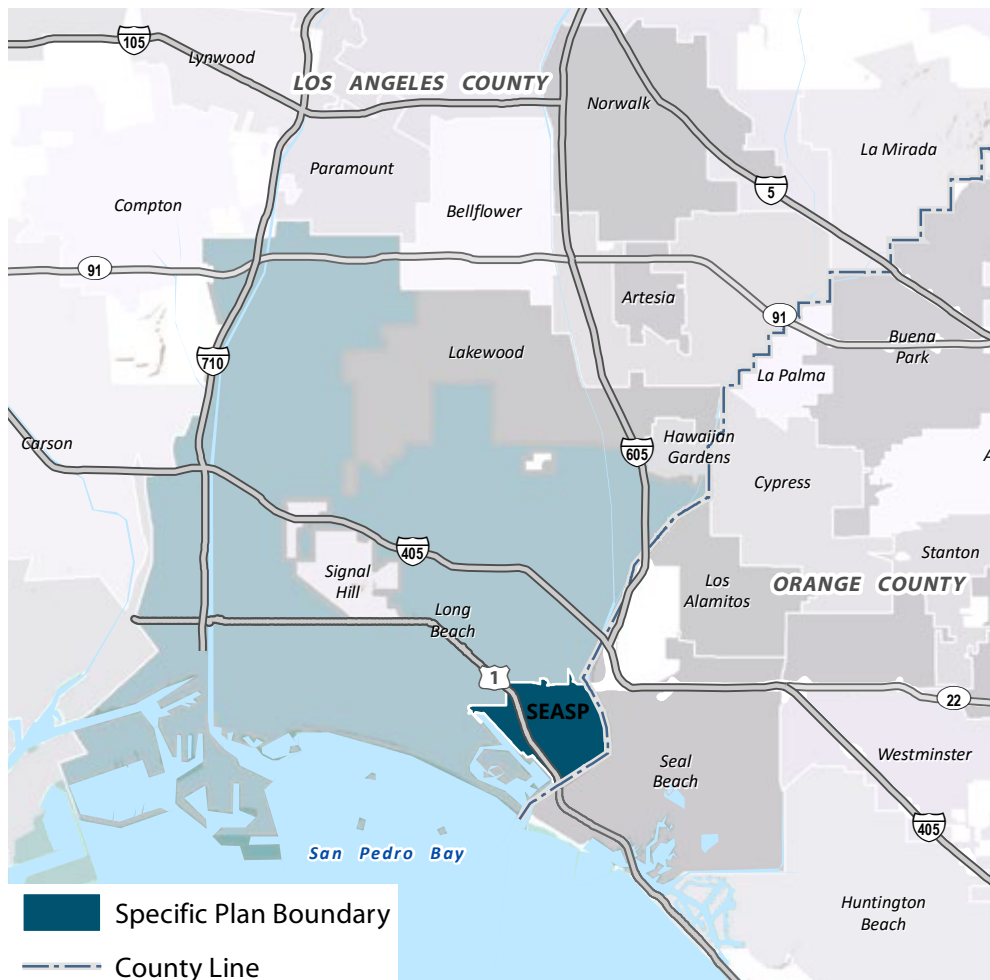 105
Lynwood
LOS ANGELES COUNTY
Norwalk
La Mirada
Paramount
5
Compton
Bellflower
91
Artesia
91
Buena
Park
Lakewood
710
La Palma
Carson
Hawaiian
Gardens
605
A
Cypress
405
Stanton
Signal
Hill
Los
Alamitos
ORANGE COUNTY
Long
Beach
1
SEASP
22
Westminster
Seal
Beach
405
San Pedro Bay
Huntington
Beach
Specific Plan Boundary
County Line